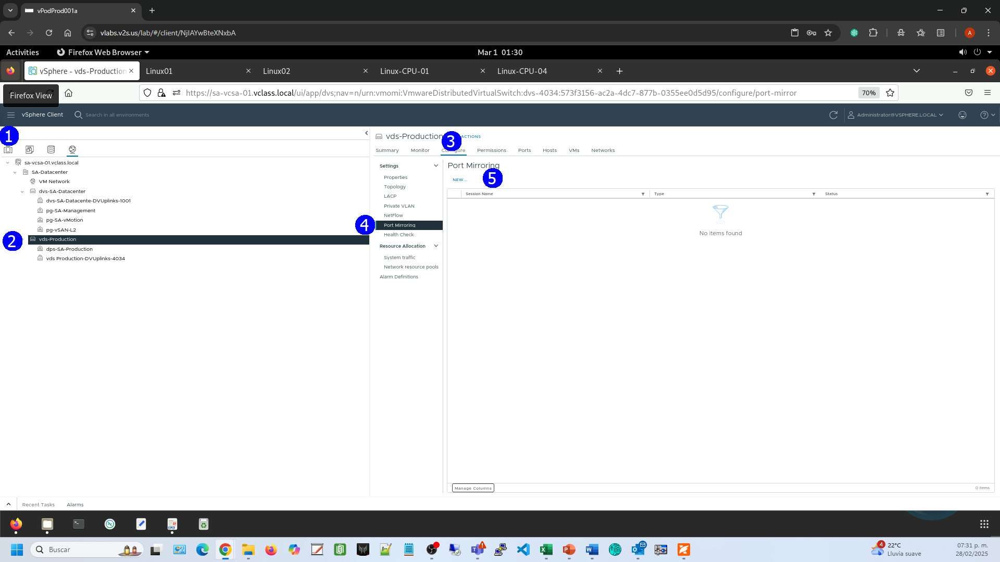 vPodProd001a
vlabs.v2s.us/lab/#/client/NjlAYwBteXNxbA
A
Activities
Firefox Web Browser
Mar 1 01:30
vSphere - vds-Production
Linux01
Linux02
Linux-CPU-01
Linux-CPU-04
Firefox View
https://sa-vcsa-01.vclass.local/ui/app/dvs;nav=n/urn:vmomi:VmwareDistributedVirtualSwitch:dvs-4034:573f3156-ac2a-4dc7-877b-0355ee0d5d95/configure/port-mirror
70%
vSphere Client
Search in all environments
Administrator@VSPHERE.LOCAL
1
sa-vcsa-01.vclass.local
SA-Datacenter
VM Network
dvs-SA-Datacenter
dvs-SA-Datacente-DVUplinks-1001
pg-SA-Management
pg-SA-vMotion
pg-vSAN-L2
2
vds-Production
dps-SA-Production
vds Production-DVUplinks-4034
vds-Production
3
ACTIONS
Summary
Monitor
Configure
Permissions
Ports
Hosts
VMs
Networks
Settings
Properties
Topology
LACP
Private VLAN
NetFlow
4
Port Mirroring
Health Check
Resource Allocation
System traffic
Network resource pools
Alarm Definitions
Port Mirroring
NEW...
5
Session Name
Type
Status
No items found
Manage Columns
0 items
Recent Tasks
Alarms
Buscar
4
22°C
Lluvia suave
07:31 p. m.
28/02/2025